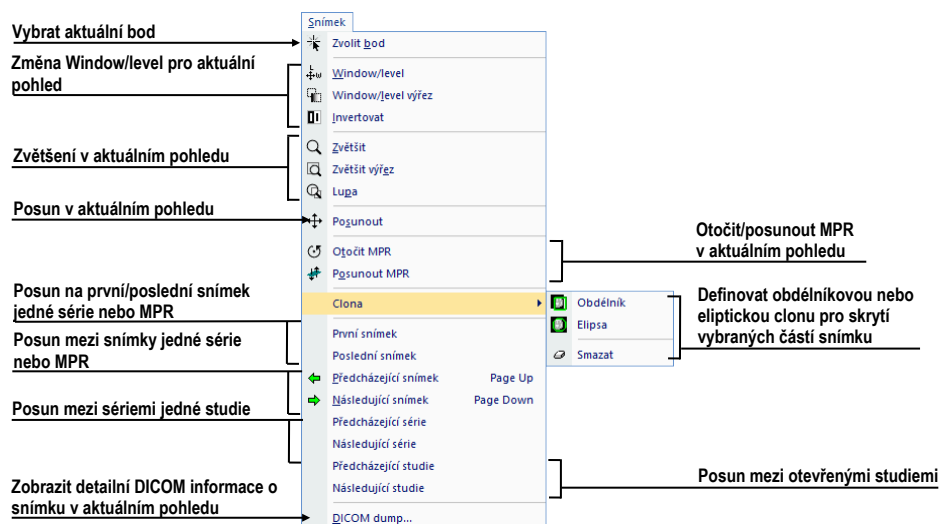 Snímek
Vybrat aktuální bod
Zvolit bod
Změna Window/level pro aktuální
pohled
Window/level
Window/level výřez
Invertovat
Zvětšení v aktuálním pohledu
Zvětšit
Zvětšit výřez
Lupa
Posun v aktuálním pohledu
Posunout
Otočit MPR
Posunout MPR
Otočit/posunout MPR
v aktuálním pohledu
Clona
Obdélník
Elipsa
Smazat
Definovat obdélníkovou nebo
eliptickou clonu pro skrytí
vybraných částí snímku
Posun na první/poslední snímek
jedné série nebo MPR
První snímek
Poslední snímek
Posun mezi snímky jedné série
nebo MPR
Předcházející snímek Page Up
Následující snímek Page Down
Posun mezi sériemi jedné studie
Předcházející série
Následující série
Předcházející studie
Následující studie
Posun mezi otevřenými studiemi
Zobrazit detailní DICOM informace o
snímku v aktuálním pohledu
DICOM dump...